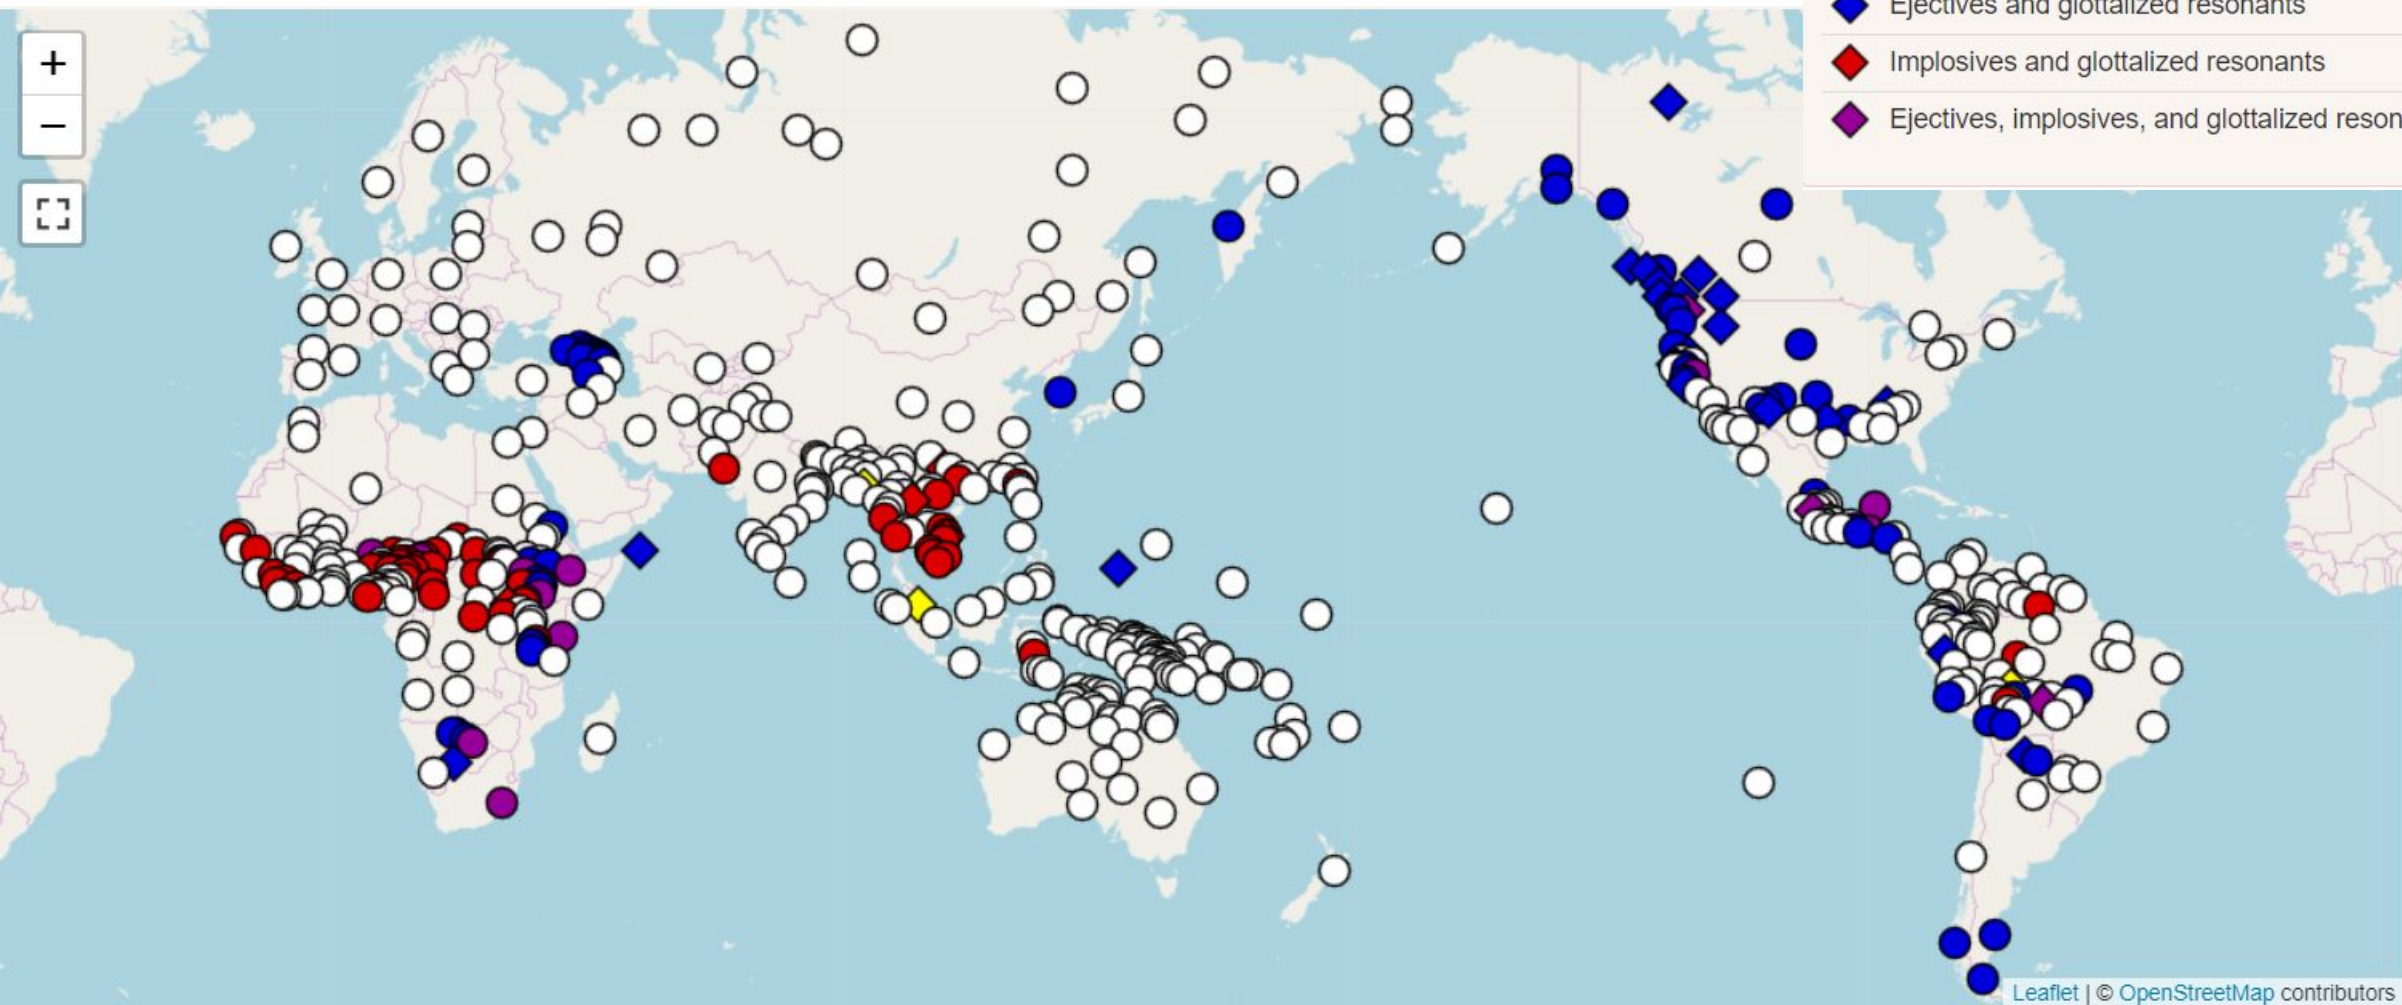 +
−
Ejectives and glottalized resonants
Implosives and glottalized resonants
Ejectives, implosives, and glottalized reson
Leaflet | © OpenStreetMap contributors